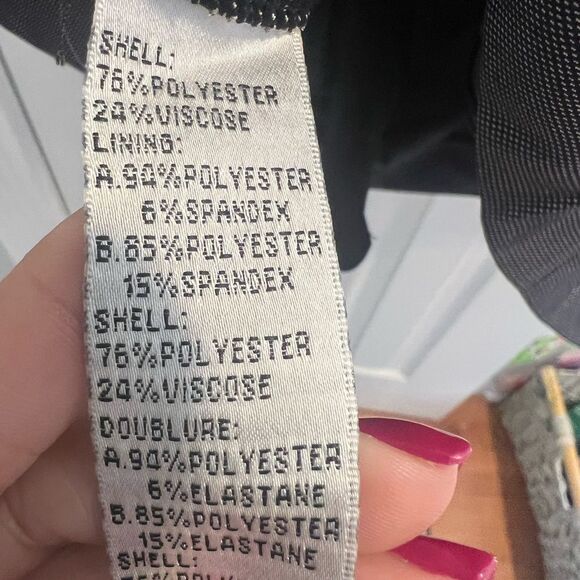 SHELL:
76%POLYESTER
24%VISCOSE
LINING:
A.94%POLYESTER
6%SPANDEX
B.85%POLYESTER
15%SPANDEX
SHELL:
76%POLYESTER
24%VISCOSE
DOUBLURE:
A.94%POLYESTER
6%ELASTANE
B.85%POLYESTER
15%ELASTANE
SHELL: